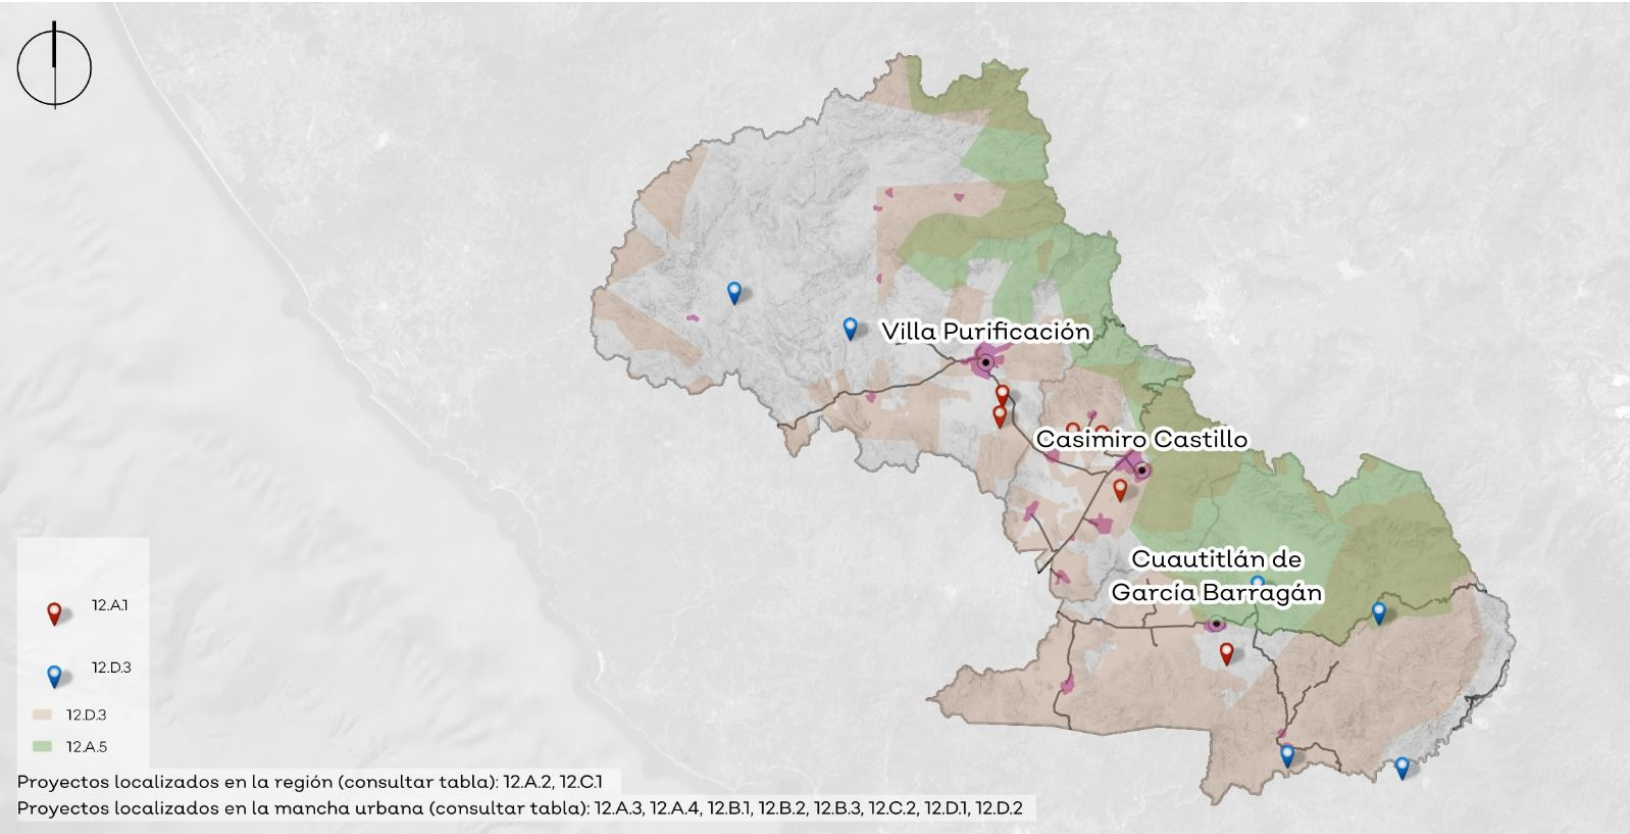 Villa Purificación
Casimiro Castillo
Cuautitlán de
García Barragán
12.A.1
12.D.3
12.D.3
12.A.5
Proyectos localizados en la región (consultar tabla): 12.A.2, 12.C.1
Proyectos localizados en la mancha urbana (consultar tabla): 12.A.3, 12.A.4, 12.B.1, 12.B.2, 12.B.3, 12.C.2, 12.D.1, 12.D.2